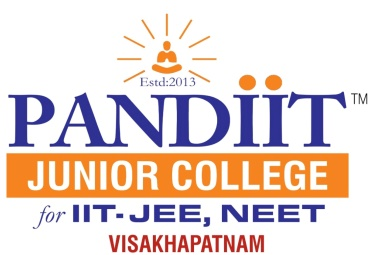 Estd:2013
PANDIIT™
JUNIOR COLLEGE
for IIT-JEE, NEET
VISAKHAPATNAM